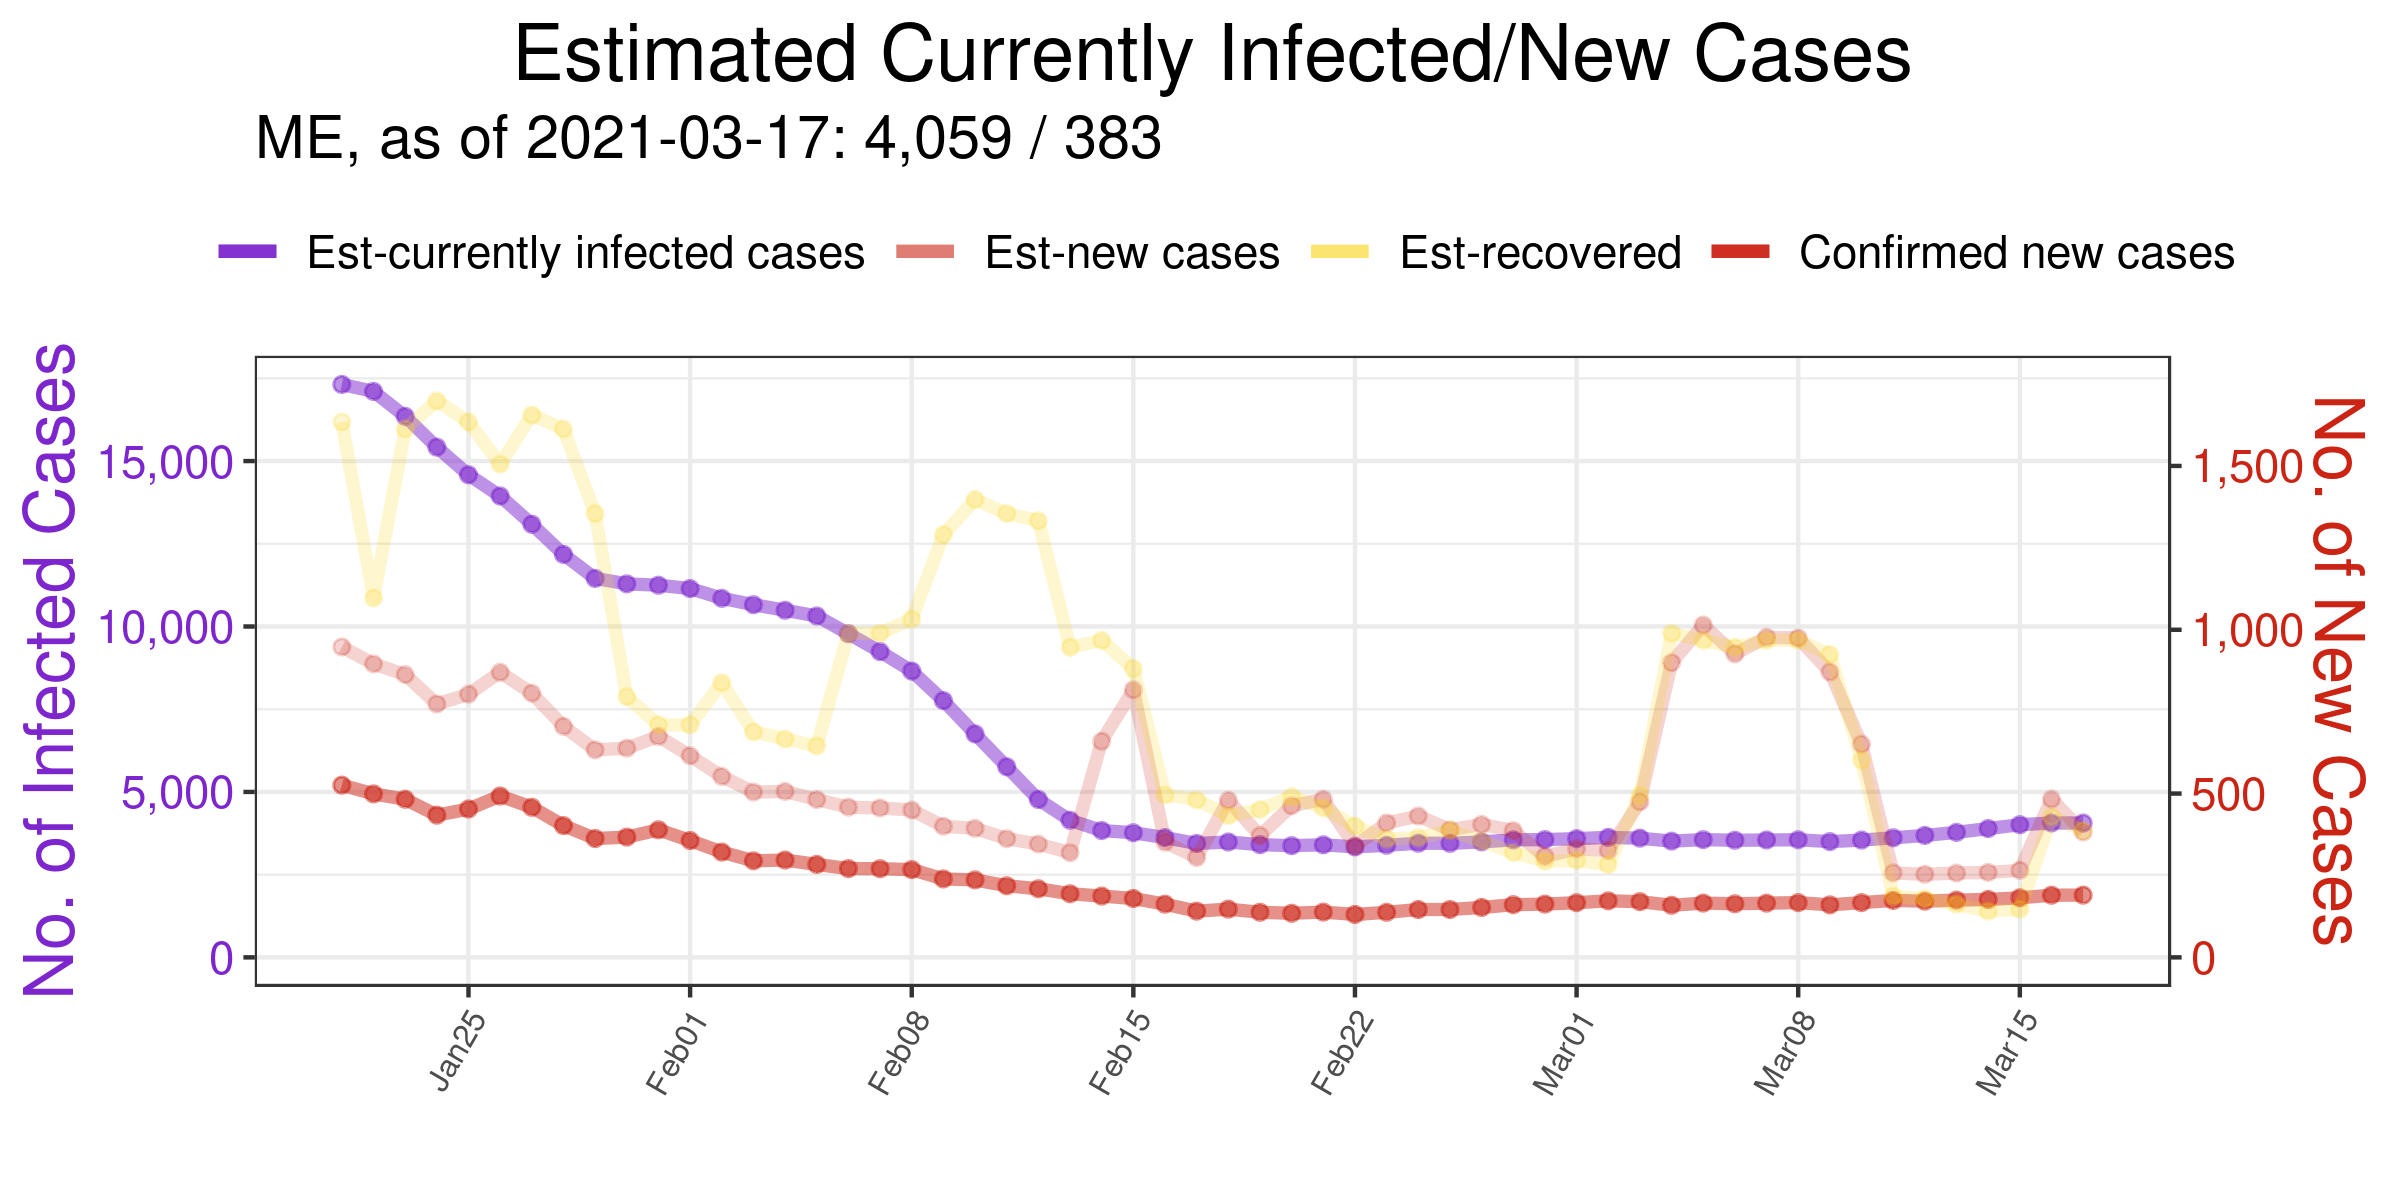 Estimated Currently Infected/New Cases
ME, as of 2021-03-17: 4,059 / 383
Est-currently infected cases
Est-new cases
Est-recovered
Confirmed new cases
No. of Infected Cases
15,000
10,000
5,000
0
1,500
1,000
500
0
No. of New Cases
Jan25
Feb01
Feb08
Feb15
Feb22
Mar01
Mar08
Mar15